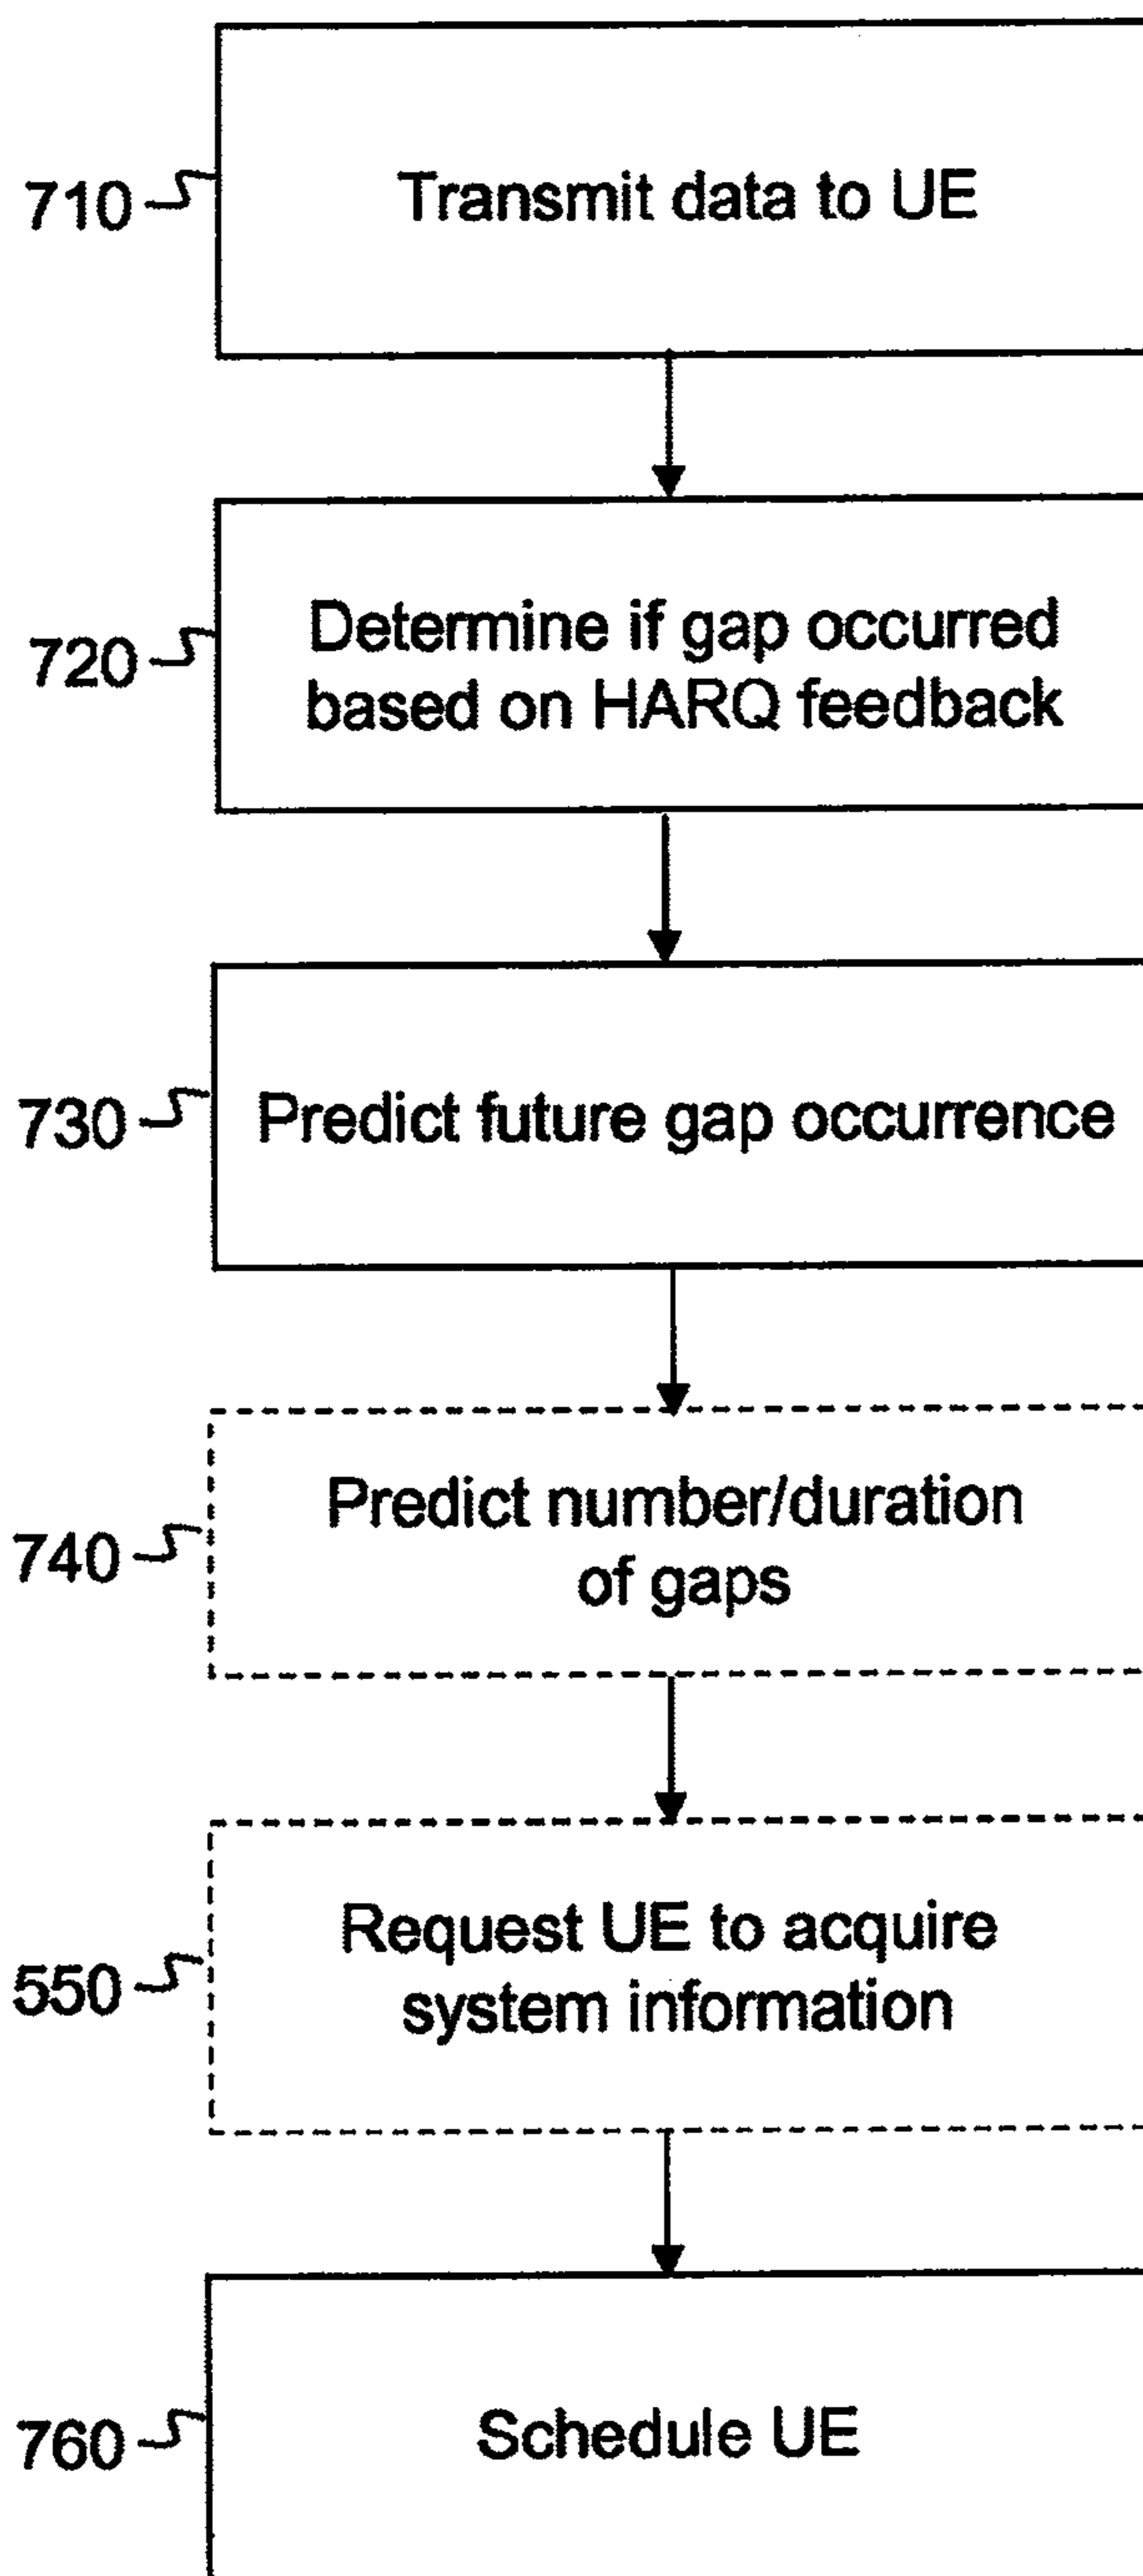 710
Transmit data to UE
720
Determine if gap occurred
based on HARQ feedback
730
Predict future gap occurrence
740
Predict number/duration
of gaps
550
Request UE to acquire
system information
760
Schedule UE